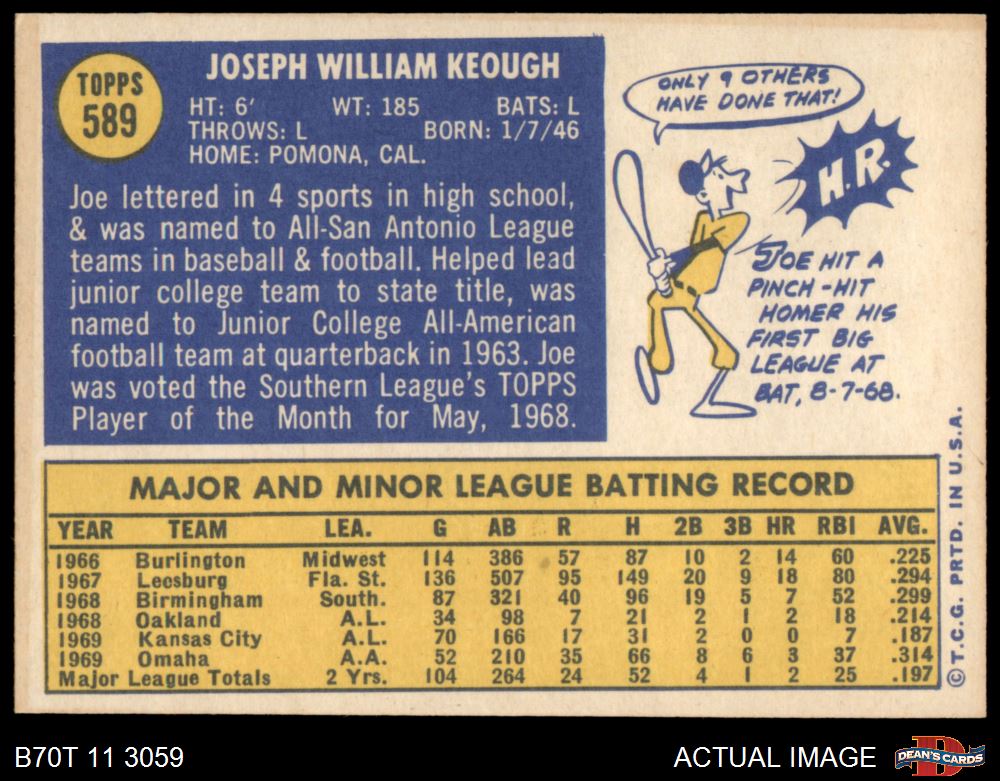 TOPPS
589
JOSEPH WILLIAM KEOUGH
HT: 6' WT: 185 BATS: L
THROWS: L BORN: 1/7/46
HOME: POMONA, CAL.
Joe lettered in 4 sports in high school,
& was named to All-San Antonio League
teams in baseball & football. Helped lead
junior college team to state title, was
named to Junior College All-American
football team at quarterback in 1963. Joe
was voted the Southern League's TOPPS
Player of the Month for May, 1968.
ONLY 9 OTHERS
HAVE DONE THAT!
H.R.
JOE HIT A
PINCH-HIT
HOMER HIS
FIRST BIG
LEAGUE AT
BAT, 8-7-68.
MAJOR AND MINOR LEAGUE BATTING RECORD
YEAR TEAM LEA. G AB R H 2B 3B HR RBI AVG.
1966 Burlington Midwest 114 386 57 87 10 2 14 60 .225
1967 Leesburg Fla. St. 136 507 95 149 20 9 18 80 .294
1968 Birmingham South. 87 321 40 96 19 5 7 52 .299
1968 Oakland A.L. 34 98 7 21 2 1 2 18 .214
1969 Kansas City A.L. 70 166 17 31 2 0 0 7 .187
1969 Omaha A.A. 52 210 35 66 8 6 3 37 .314
Major League Totals 2 Yrs. 104 264 24 52 4 1 2 25 .197
© T.C.G. PRTD. IN U.S.A.
B70T 11 3059
ACTUAL IMAGE
D
DEAN'S CARDS